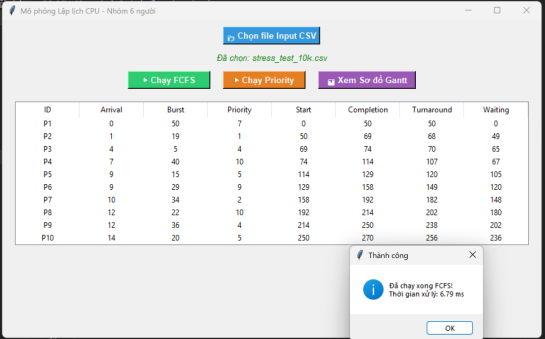 Mô phỏng Lập lịch CPU - Nhóm 6 người
Chọn file Input CSV
Đã chọn: stress_test_10k.csv
Chạy FCFS Chạy Priority Xem Sơ đồ Gantt
ID Arrival Burst Priority Start Completion Turnaround Waiting
P1 0 50 7 0 50 50 0
P2 1 19 1 50 69 68 49
P3 4 5 4 69 74 70 65
P4 7 40 10 74 114 107 67
P5 9 15 5 114 129 120 105
P6 9 29 9 129 158 149 120
P7 10 34 2 158 192 182 148
P8 12 22 10 192 214 202 180
P9 12 36 4 214 250 238 202
P10 14 20 5 250 270 256 236
Thành công
Đã chạy xong FCFS!
Thời gian xử lý: 6.79 ms
OK